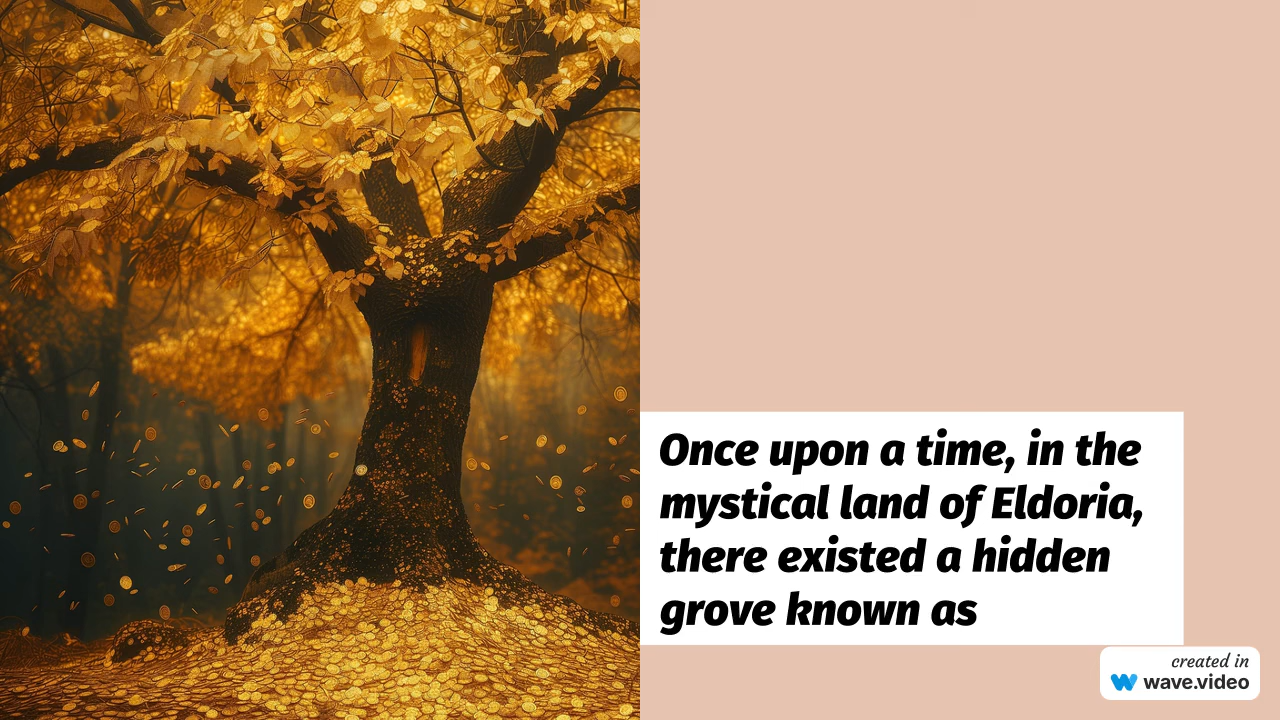 Once upon a time, in the
mystical land of Eldoria,
there existed a hidden
grove known as
created in
wave.video